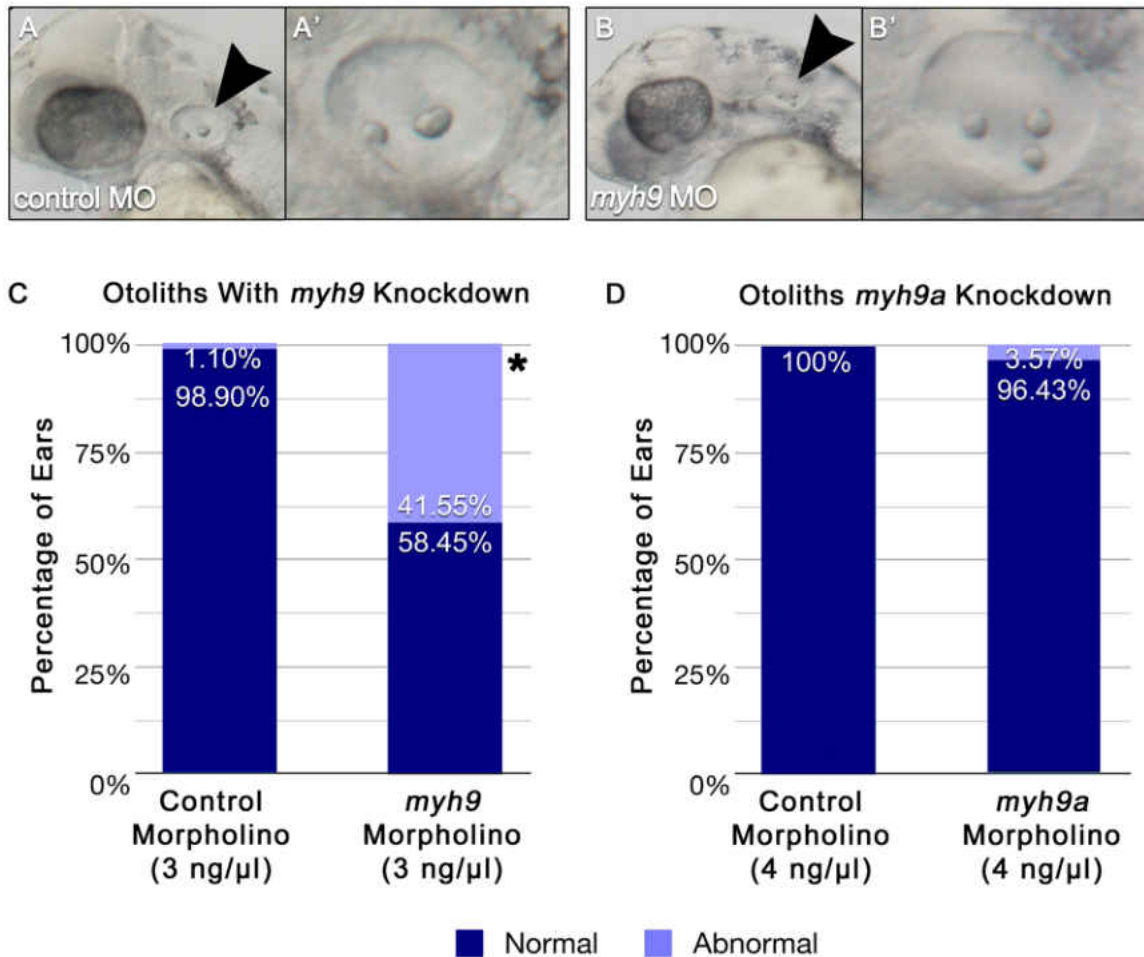 A
A'
B
B'
control MO
myh9 MO
C
Otoliths With myh9 Knockdown
D
Otoliths myh9a Knockdown
Percentage of Ears
100%
75%
50%
25%
0%
1.10%
98.90%
*
41.55%
58.45%
Control
Morpholino
(3 ng/µl)
myh9
Morpholino
(3 ng/µl)
Percentage of Ears
100%
75%
50%
25%
0%
100%
3.57%
96.43%
Control
Morpholino
(4 ng/µl)
myh9a
Morpholino
(4 ng/µl)
Normal
Abnormal